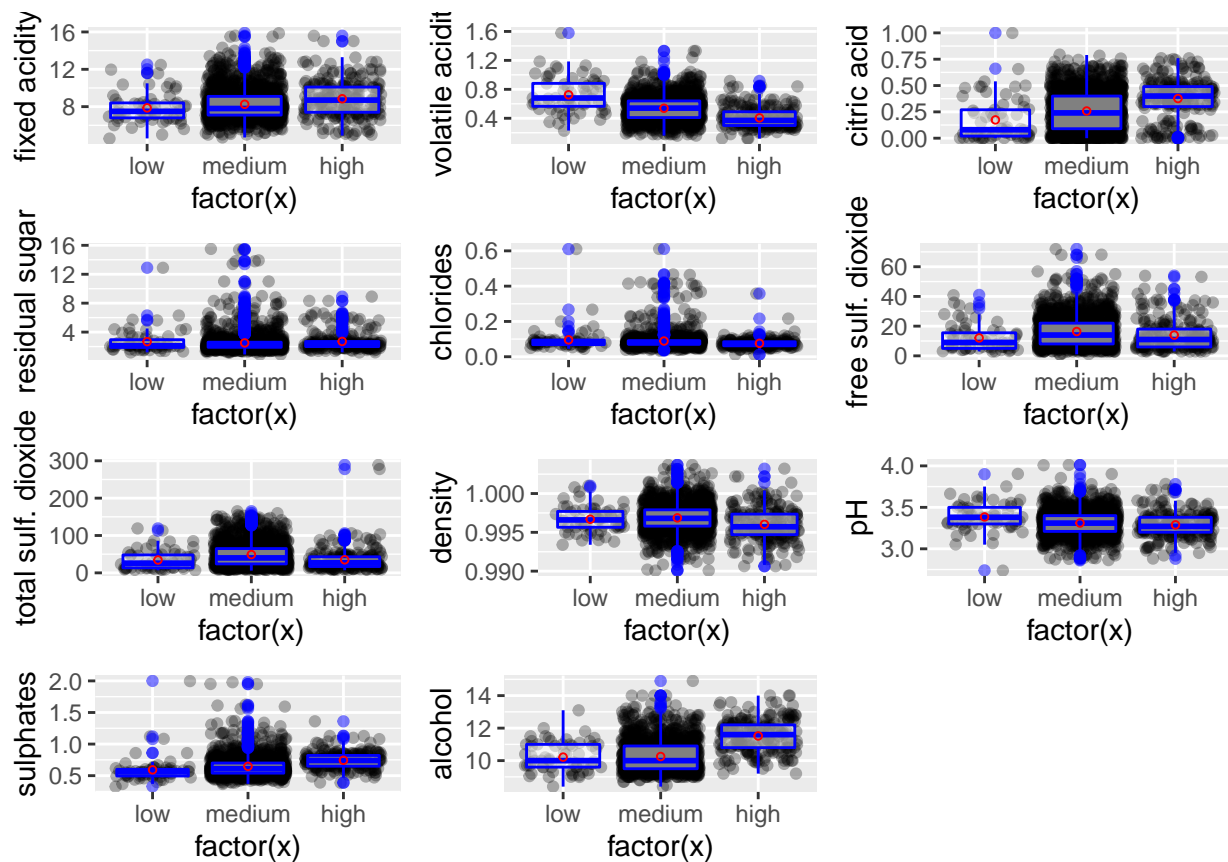 fixed acidity
16
12
8
low medium high
factor(x)
volatile acidit
1.6
1.2
0.8
0.4
low medium high
factor(x)
citric acid
1.00
0.75
0.50
0.25
0.00
low medium high
factor(x)
residual sugar
16
12
8
4
low medium high
factor(x)
chlorides
0.6
0.4
0.2
0.0
low medium high
factor(x)
free sulf. dioxide
60
40
20
0
low medium high
factor(x)
total sulf. dioxide
300
200
100
0
low medium high
factor(x)
density
1.000
0.995
0.990
low medium high
factor(x)
pH
4.0
3.5
3.0
low medium high
factor(x)
sulphates
2.0
1.5
1.0
0.5
low medium high
factor(x)
alcohol
14
12
10
low medium high
factor(x)